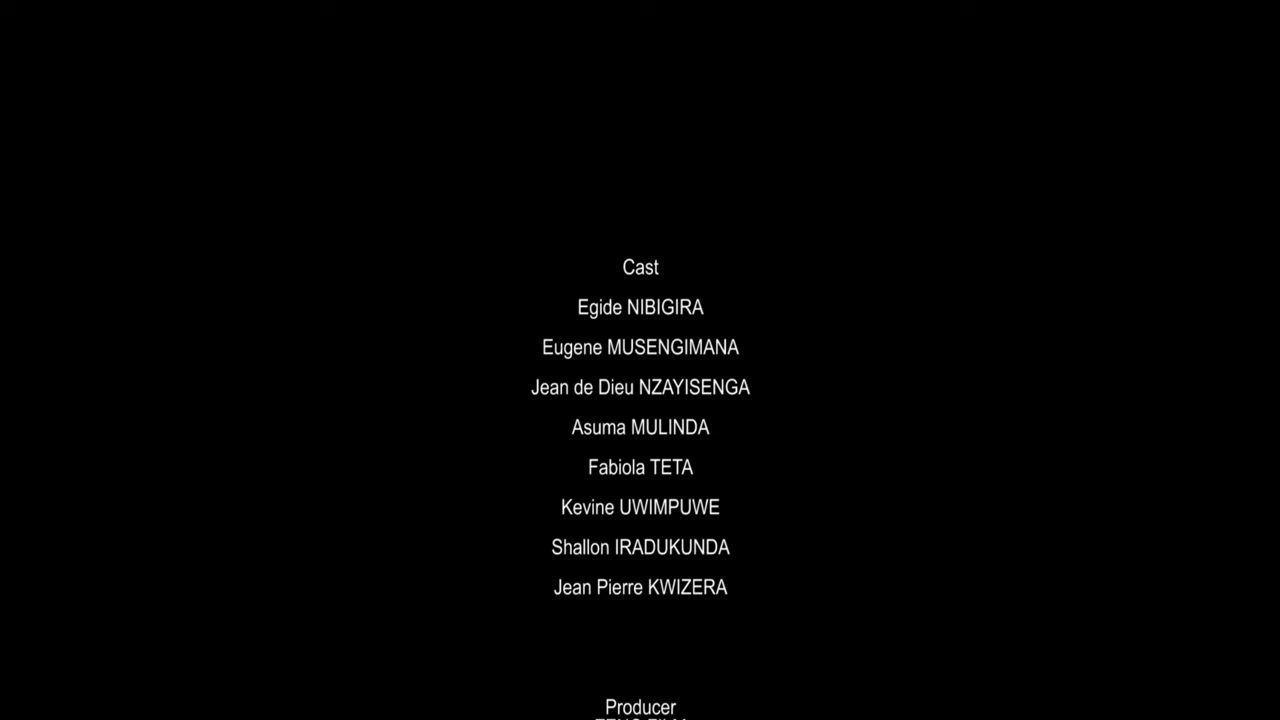 Cast
Egide NIBIGIRA
Eugene MUSENGIMANA
Jean de Dieu NZAYISENGA
Asuma MULINDA
Fabiola TETA
Kevine UWIMPUWE
Shallon IRADUKUNDA
Jean Pierre KWIZERA
Producer